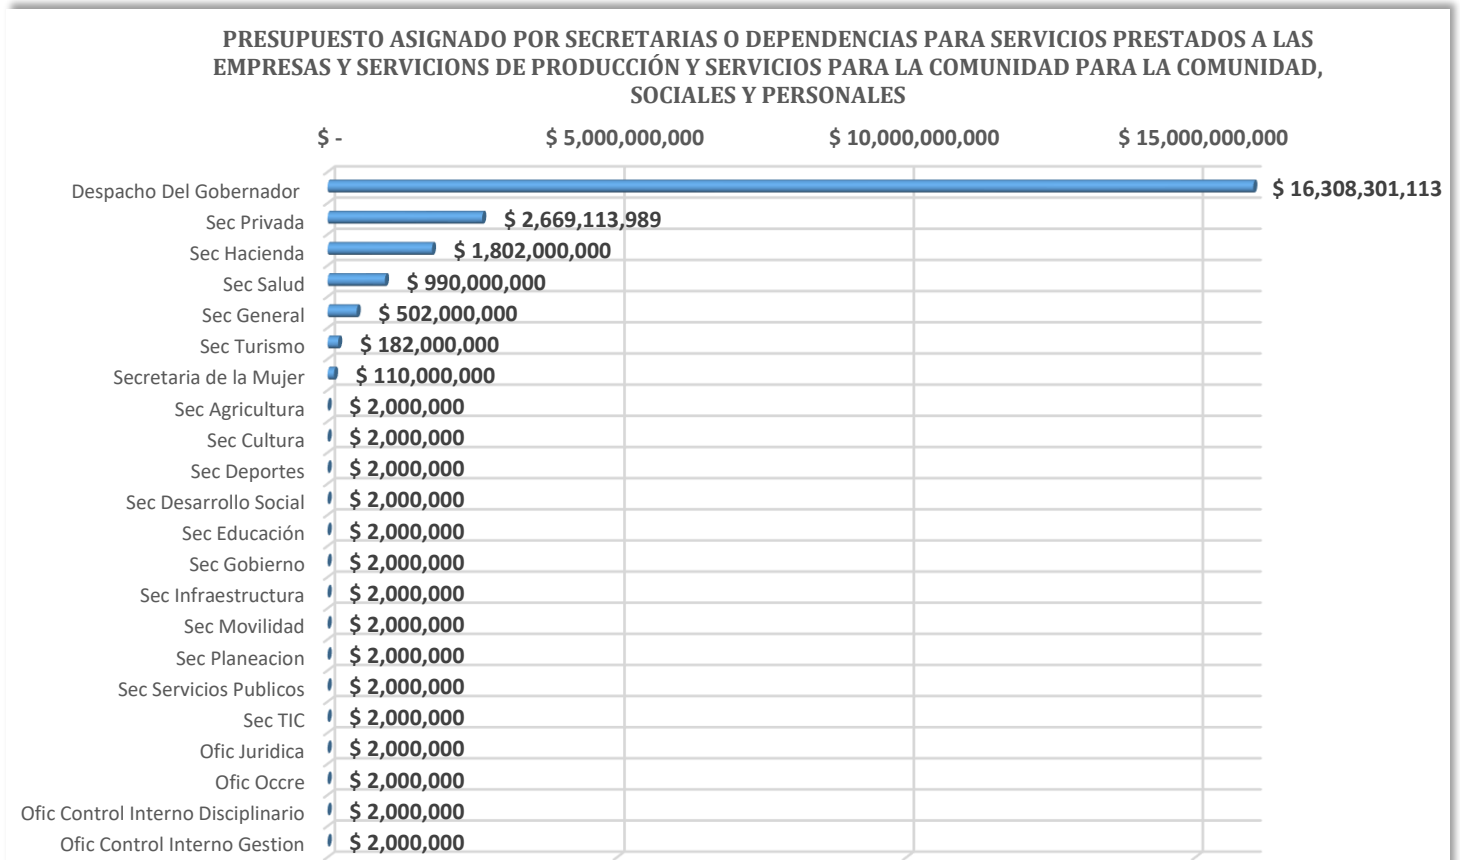 PRESUPUESTO ASIGNADO POR SECRETARIAS O DEPENDENCIAS PARA SERVICIOS PRESTADOS A LAS
EMPRESAS Y SERVICIONS DE PRODUCCIÓN Y SERVICIOS PARA LA COMUNIDAD PARA LA COMUNIDAD,
SOCIALES Y PERSONALES
$ - $ 5,000,000,000 $ 10,000,000,000 $ 15,000,000,000
Despacho Del Gobernador $ 16,308,301,113
Sec Privada $ 2,669,113,989
Sec Hacienda $ 1,802,000,000
Sec Salud $ 990,000,000
Sec General $ 502,000,000
Sec Turismo $ 182,000,000
Secretaria de la Mujer $ 110,000,000
Sec Agricultura $ 2,000,000
Sec Cultura $ 2,000,000
Sec Deportes $ 2,000,000
Sec Desarrollo Social $ 2,000,000
Sec Educación $ 2,000,000
Sec Gobierno $ 2,000,000
Sec Infraestructura $ 2,000,000
Sec Movilidad $ 2,000,000
Sec Planeacion $ 2,000,000
Sec Servicios Publicos $ 2,000,000
Sec TIC $ 2,000,000
Ofic Juridica $ 2,000,000
Ofic Occre $ 2,000,000
Ofic Control Interno Disciplinario $ 2,000,000
Ofic Control Interno Gestion $ 2,000,000